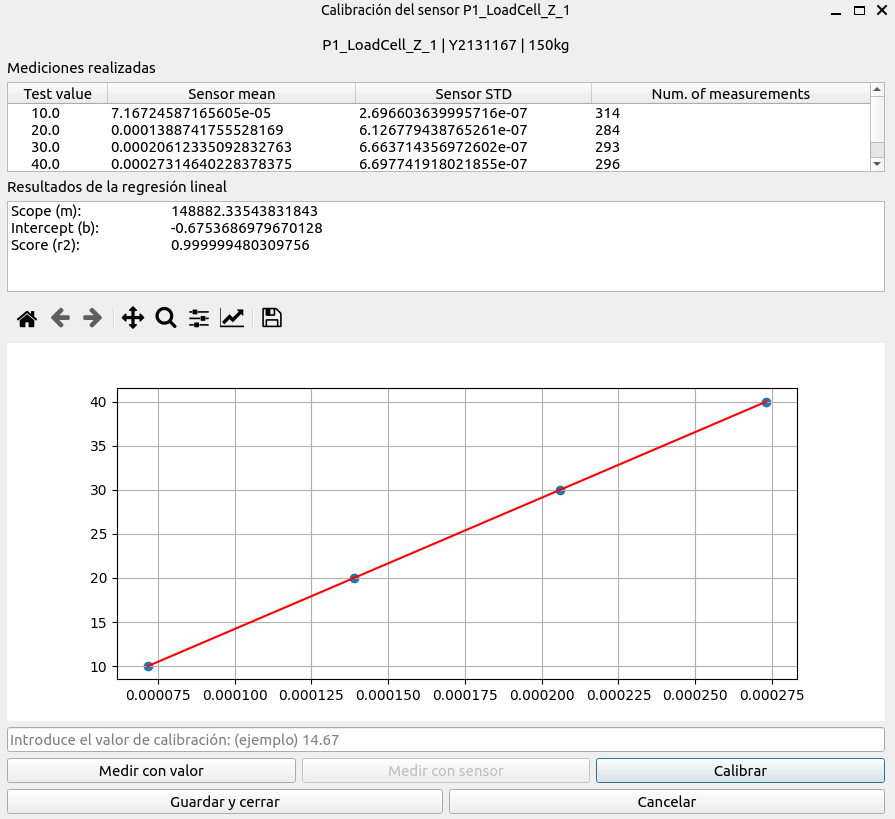 Calibración del sensor P1_LoadCell_Z_1
P1_LoadCell_Z_1 | Y2131167 | 150kg
Mediciones realizadas
Test value Sensor mean Sensor STD Num. of measurements
10.0 7.16724587165605e-05 2.696603639995716e-07 314
20.0 0.0001388741755528169 6.126779438765261e-07 284
30.0 0.00020612335092832763 6.663714356972602e-07 293
40.0 0.00027314640228378375 6.697741918021855e-07 296
Resultados de la regresión lineal
Scope (m): 148882.33543831843
Intercept (b): -0.6753686979670128
Score (r2): 0.999999480309756
40
35
30
25
20
15
10
0.000075 0.000100 0.000125 0.000150 0.000175 0.000200 0.000225 0.000250 0.000275
Introduce el valor de calibración: (ejemplo) 14.67
Medir con valor Medir con sensor Calibrar
Guardar y cerrar Cancelar